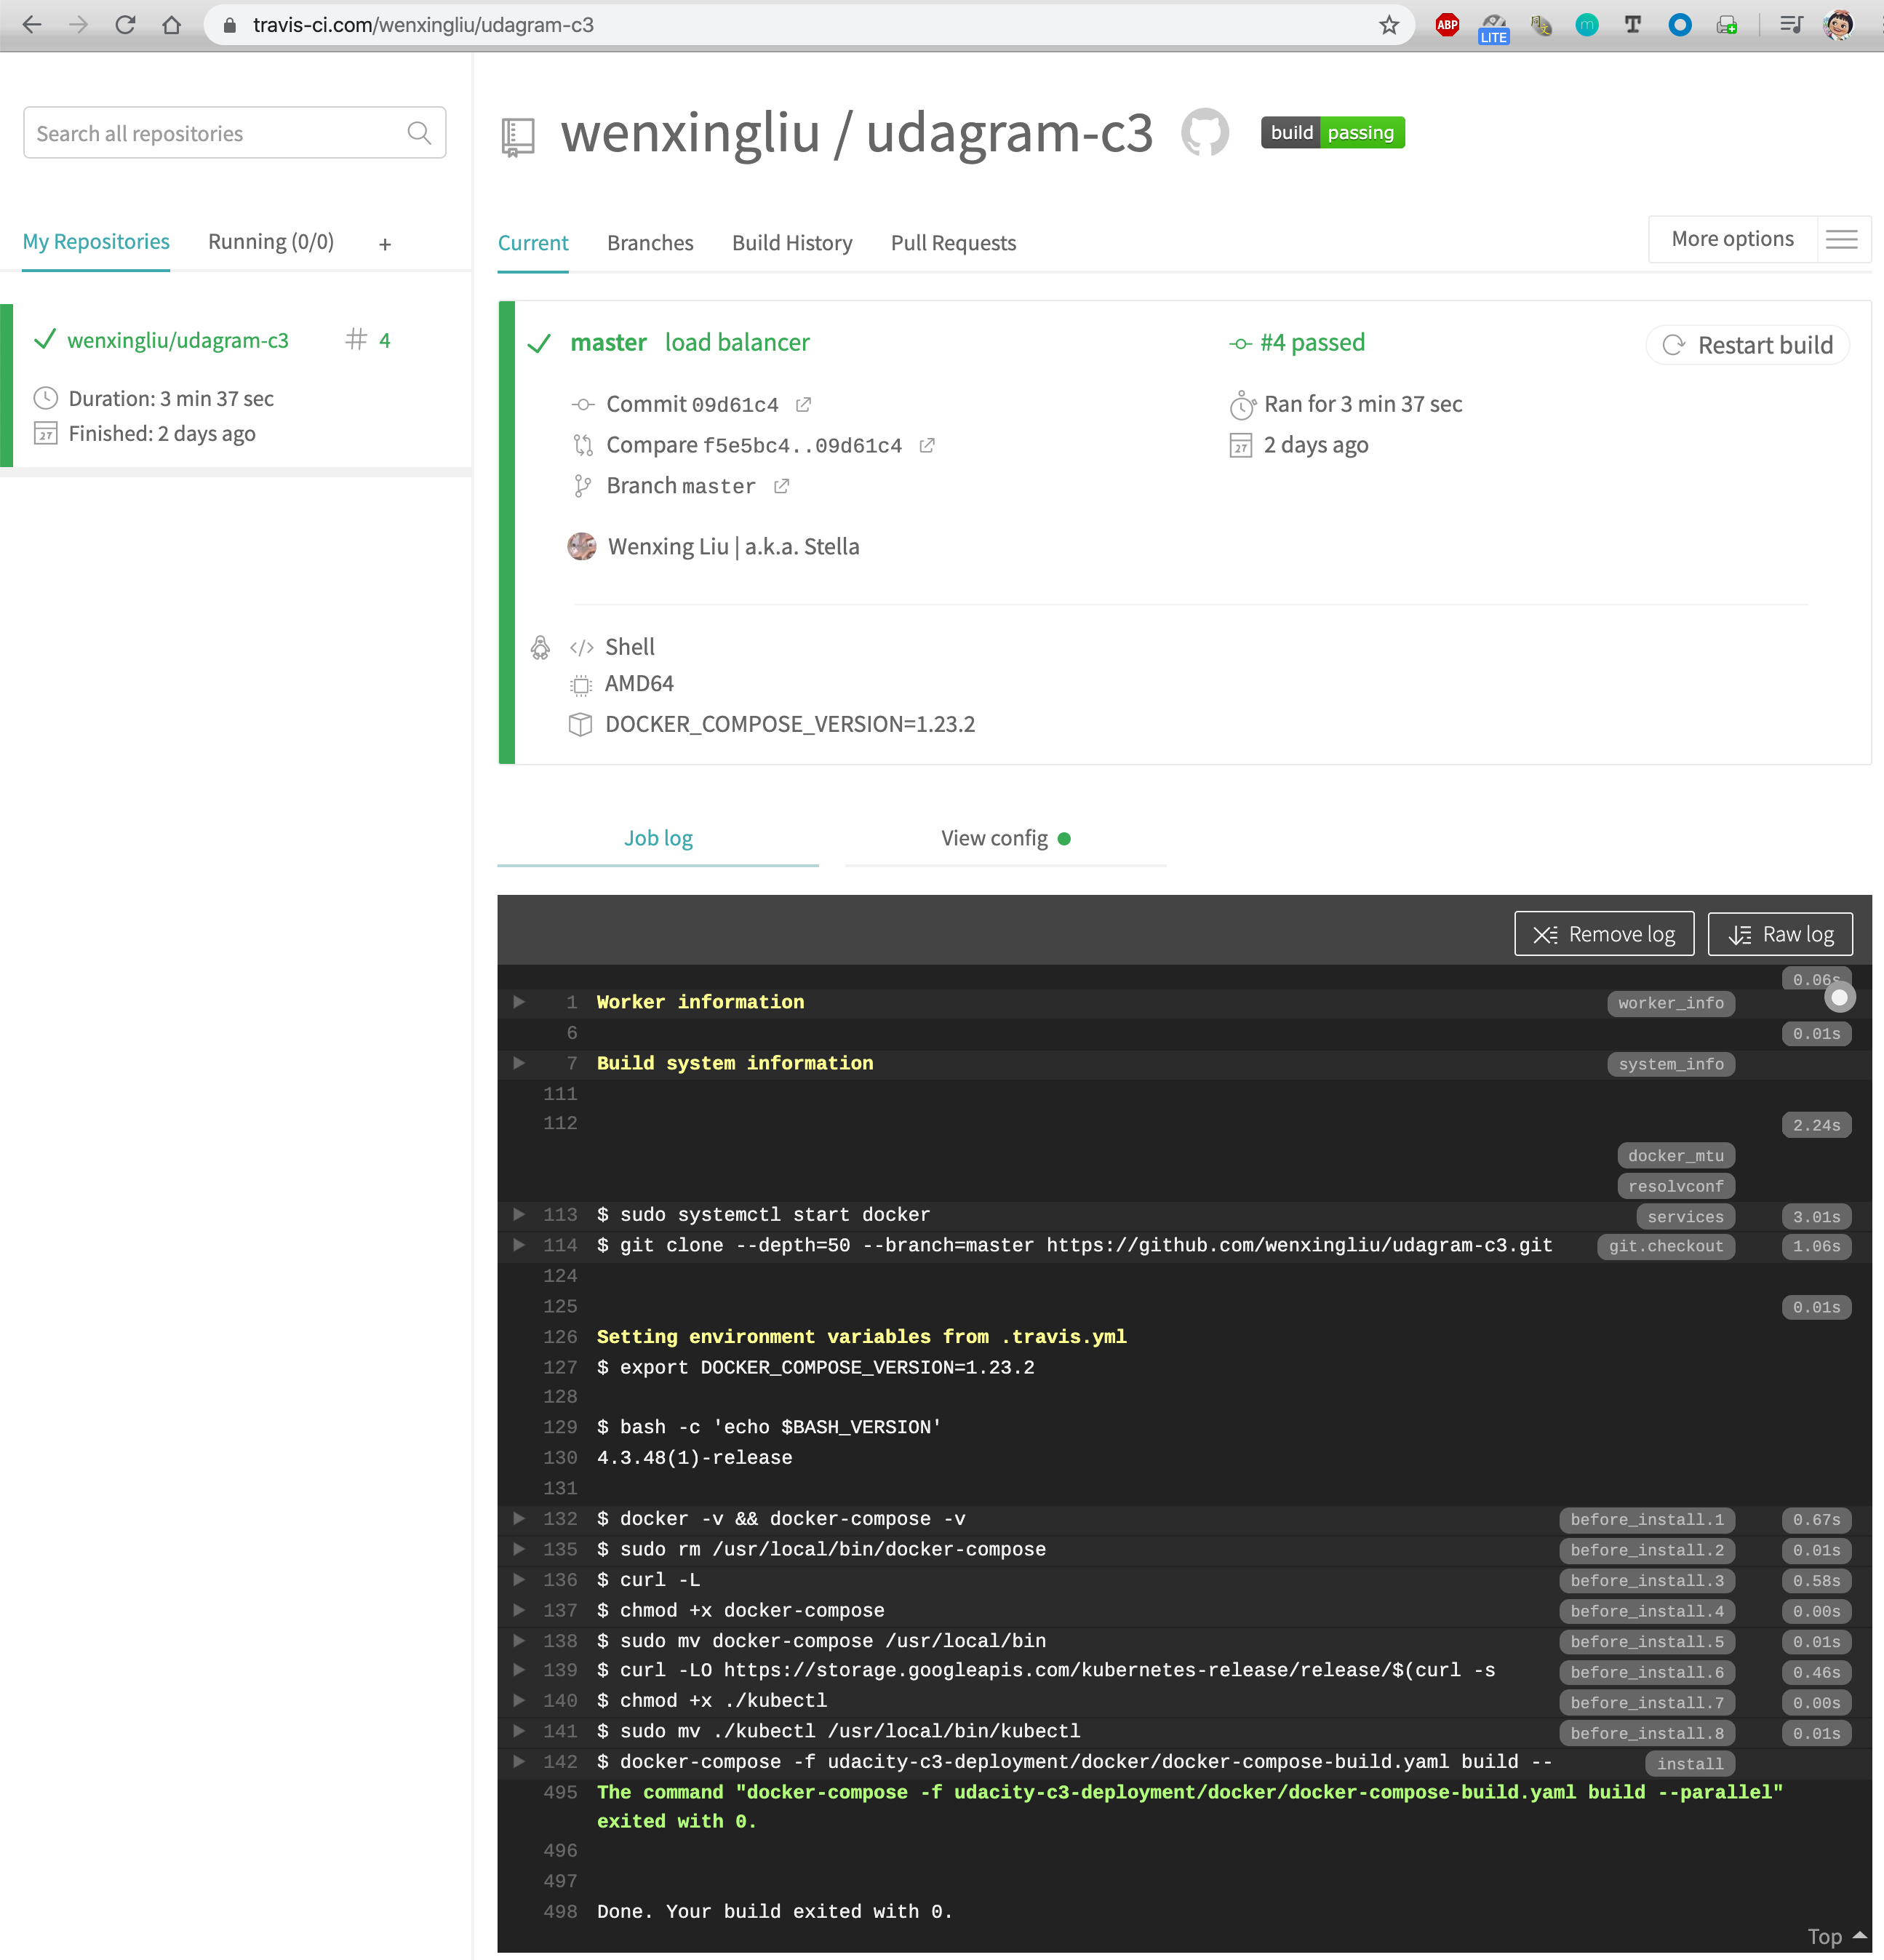 travis-ci.com/wenxingliu/udagram-c3
ABP
LITE
Search all repositories
My Repositories Running (0/0) +
wenxingliu/udagram-c3 # 4
Duration: 3 min 37 sec
Finished: 2 days ago
wenxingliu / udagram-c3 build passing
Current Branches Build History Pull Requests More options
master load balancer #4 passed Restart build
Commit 09d61c4 Ran for 3 min 37 sec
Compare f5e5bc4..09d61c4 2 days ago
Branch master
Wenxing Liu | a.k.a. Stella
</> Shell
AMD64
DOCKER_COMPOSE_VERSION=1.23.2
Job log View config
Remove log Raw log
0.06s
1 Worker information worker_info
6 0.01s
7 Build system information system_info
111
112 2.24s
docker_mtu
resolvconf
113 $ sudo systemctl start docker services 3.01s
114 $ git clone --depth=50 --branch=master https://github.com/wenxingliu/udagram-c3.git git.checkout 1.06s
124
125 0.01s
126 Setting environment variables from .travis.yml
127 $ export DOCKER_COMPOSE_VERSION=1.23.2
128
129 $ bash -c 'echo $BASH_VERSION'
130 4.3.48(1)-release
131
132 $ docker -v && docker-compose -v before_install.1 0.67s
135 $ sudo rm /usr/local/bin/docker-compose before_install.2 0.01s
136 $ curl -L before_install.3 0.58s
137 $ chmod +x docker-compose before_install.4 0.00s
138 $ sudo mv docker-compose /usr/local/bin before_install.5 0.01s
139 $ curl -LO https://storage.googleapis.com/kubernetes-release/release/$(curl -s before_install.6 0.46s
140 $ chmod +x ./kubectl before_install.7 0.00s
141 $ sudo mv ./kubectl /usr/local/bin/kubectl before_install.8 0.01s
142 $ docker-compose -f udacity-c3-deployment/docker/docker-compose-build.yaml build -- install
495 The command "docker-compose -f udacity-c3-deployment/docker/docker-compose-build.yaml build --parallel"
exited with 0.
496
497
498 Done. Your build exited with 0.
Top